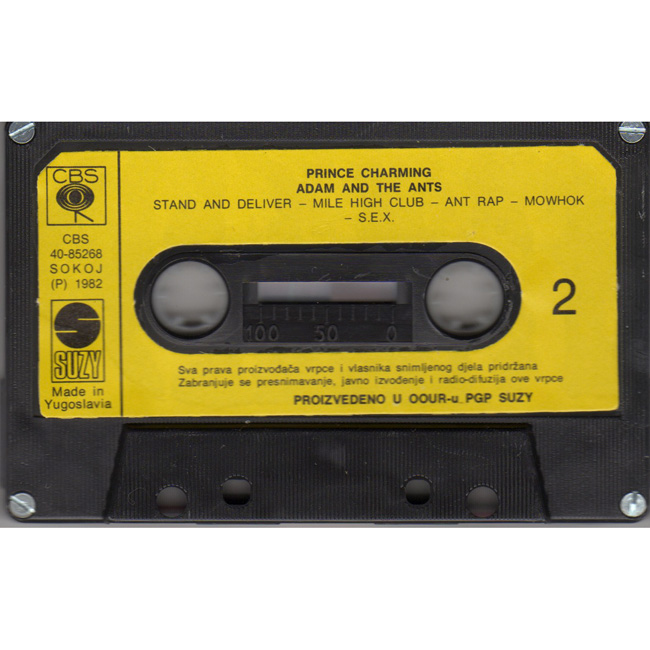 CBS
CBS
40-85268
SOKOJ
(P) 1982
SUZY
Made in
Yugoslavia
PRINCE CHARMING
ADAM AND THE ANTS
STAND AND DELIVER – MILE HIGH CLUB – ANT RAP – MOWHOK
– S.E.X.
2
100 50 0
Sva prava proizvođača vrpce i vlasnika snimljenog djela pridržana
Zabranjuje se presnimavanje, javno izvođenje i radio-difuzija ove vrpce
PROIZVEDENO U OOUR-u PGP SUZY